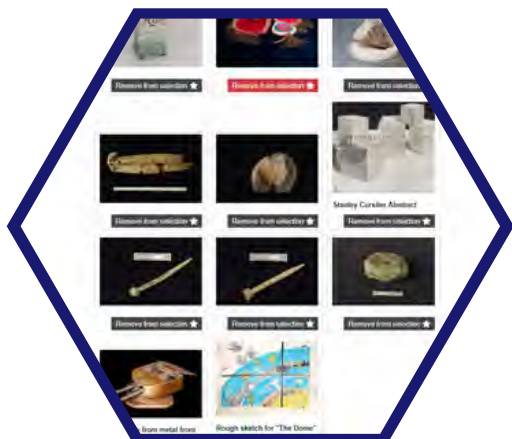 Remove from selection
Remove from selection
Remove from selection
Stanley Cursiter Abstract
Remove from selection
Remove from selection
Remove from selection
Remove from selection
Remove from selection
Remove from selection
from metal from
Rough sketch for "The Dome"